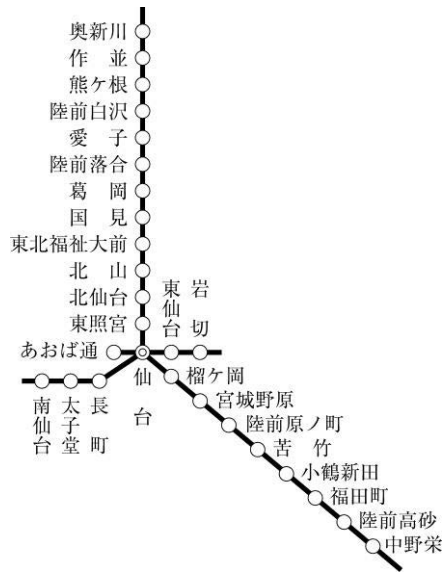 奥新川
作並
熊ケ根
陸前白沢
愛子
陸前落合
葛岡
国見
東北福祉大前
北山
北仙台
東照宮
東仙台
岩切
あおば通
仙台
榴ケ岡
宮城野原
陸前原ノ町
苦竹
小鶴新田
福田町
陸前高砂
中野栄
長町
太子堂
南仙台